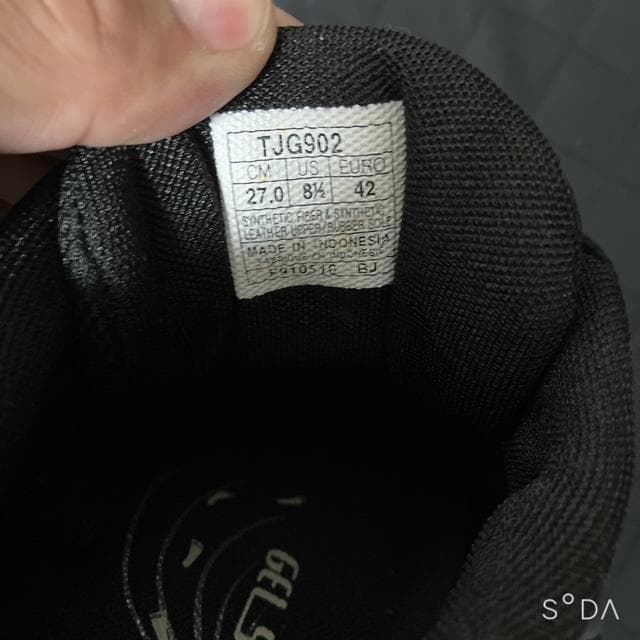 TJG902
CM US EURO
27.0 8½ 42
SYNTHETIC FIBER & SYNTHETIC
LEATHER UPPER/RUBBER SOLE
MADE IN INDONESIA
BJ
GEL
S°DA